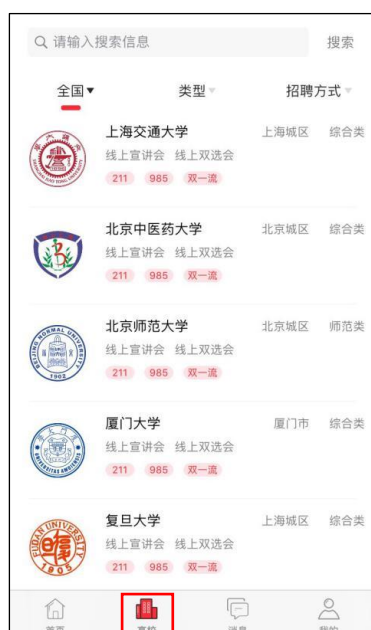 请输入搜索信息 搜索
全国▼ 类型▼ 招聘方式▼
上海交通大学 上海城区 综合类
线上宣讲会 线上双选会
211 985 双一流
北京中医药大学 北京城区 综合类
线上宣讲会 线上双选会
211 985 双一流
北京师范大学 北京城区 师范类
线上宣讲会 线上双选会
211 985 双一流
厦门大学 厦门市 综合类
线上宣讲会 线上双选会
211 985 双一流
复旦大学 上海城区 综合类
线上宣讲会 线上双选会
211 985 双一流